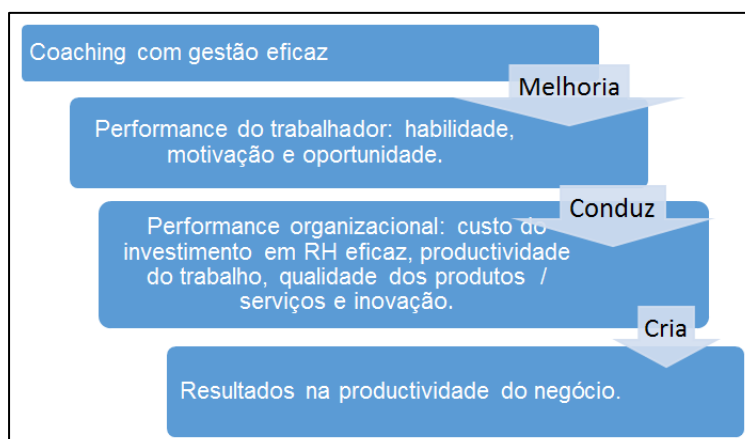 Coaching com gestão eficaz
Melhoria
Performance do trabalhador: habilidade,
motivação e oportunidade.
Conduz
Performance organizacional: custo do
investimento em RH eficaz, productividade
do trabalho, qualidade dos produtos /
serviços e inovação.
Cria
Resultados na productividade do negócio.